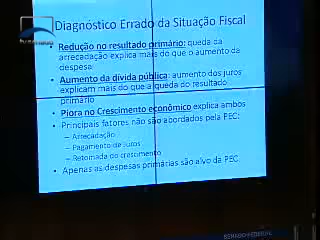 Diagnóstico Errado da Situação Fiscal
• Redução no resultado primário: queda da
arrecadação explica mais do que o aumento da
despesa
• Aumento da dívida pública: aumento dos juros
explicam mais do que a queda do resultado
primário
• Piora no Crescimento econômico explica ambos
• Principais fatores não são abordados pela PEC:
– Arrecadação
– Pagamento de Juros
– Retomada do crescimento
• Apenas as despesas primárias são alvo da PEC
SENADO FEDERAL